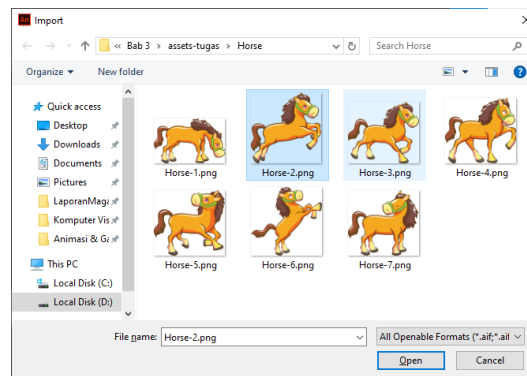 An Import
« Bab 3 > assets-tugas > Horse
Search Horse
Organize
New folder
Quick access
Desktop
Downloads
Documents
Pictures
LaporanMaga
Komputer Vis
Animasi & Ga
This PC
Local Disk (C:)
Local Disk (D:)
Horse-1.png
Horse-2.png
Horse-3.png
Horse-4.png
Horse-5.png
Horse-6.png
Horse-7.png
File name: Horse-2.png
All Openable Formats (*.aif;*.aif
Open
Cancel